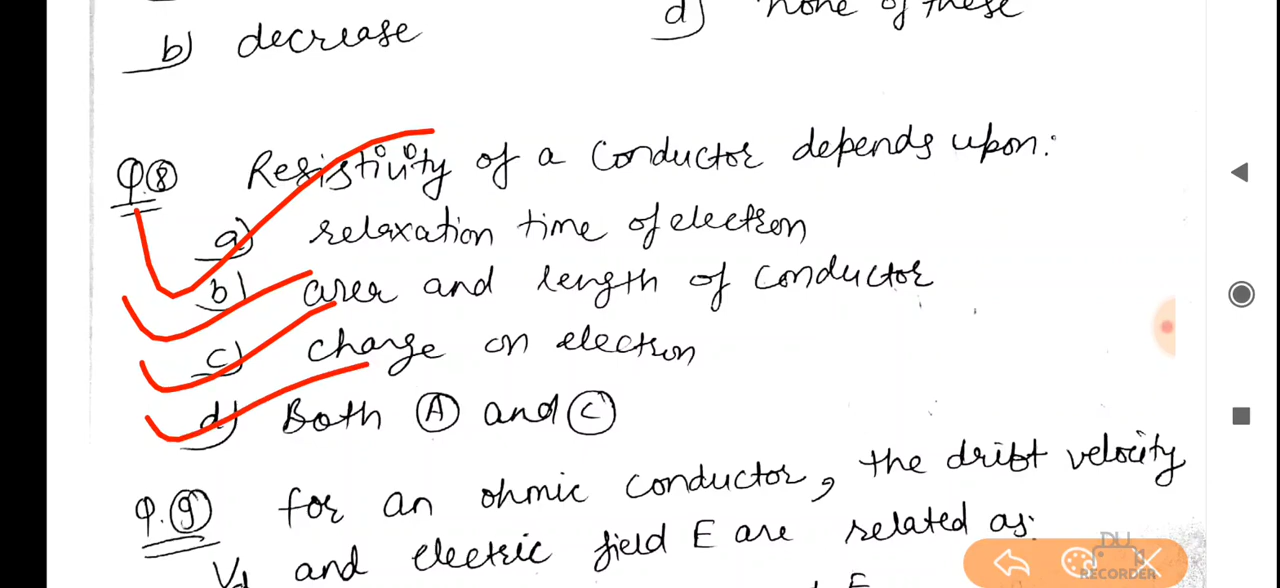 d) none of these
b) decrease
Q.8 Resistivity of a conductor depends upon:
a) relaxation time of electron
b) area and length of conductor
c) charge on electron
d) Both A and C
Q.9 for an ohmic conductor, the drift velocity
Vd and electric field E are related as:
E
DU
RECORDER